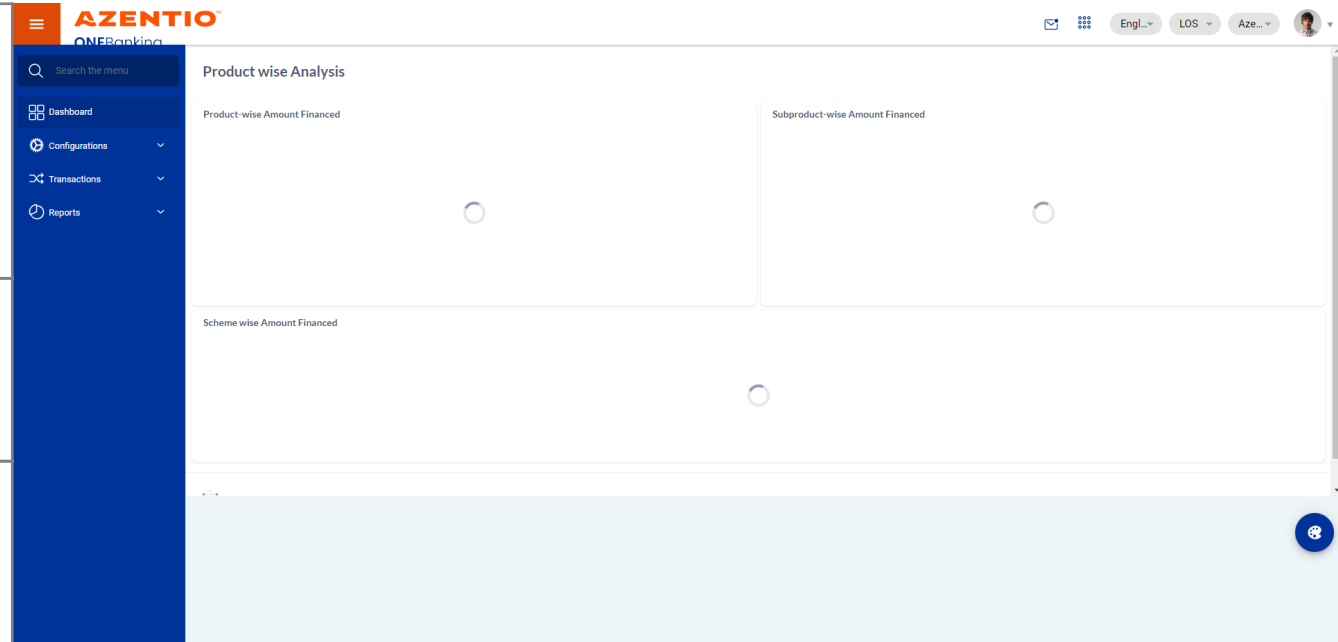 AZENTIO™
ONEBanking
Engl...
LOS
Aze...
Search the menu
Dashboard
Configurations
Transactions
Reports
Product wise Analysis
Product-wise Amount Financed
Subproduct-wise Amount Financed
Scheme wise Amount Financed